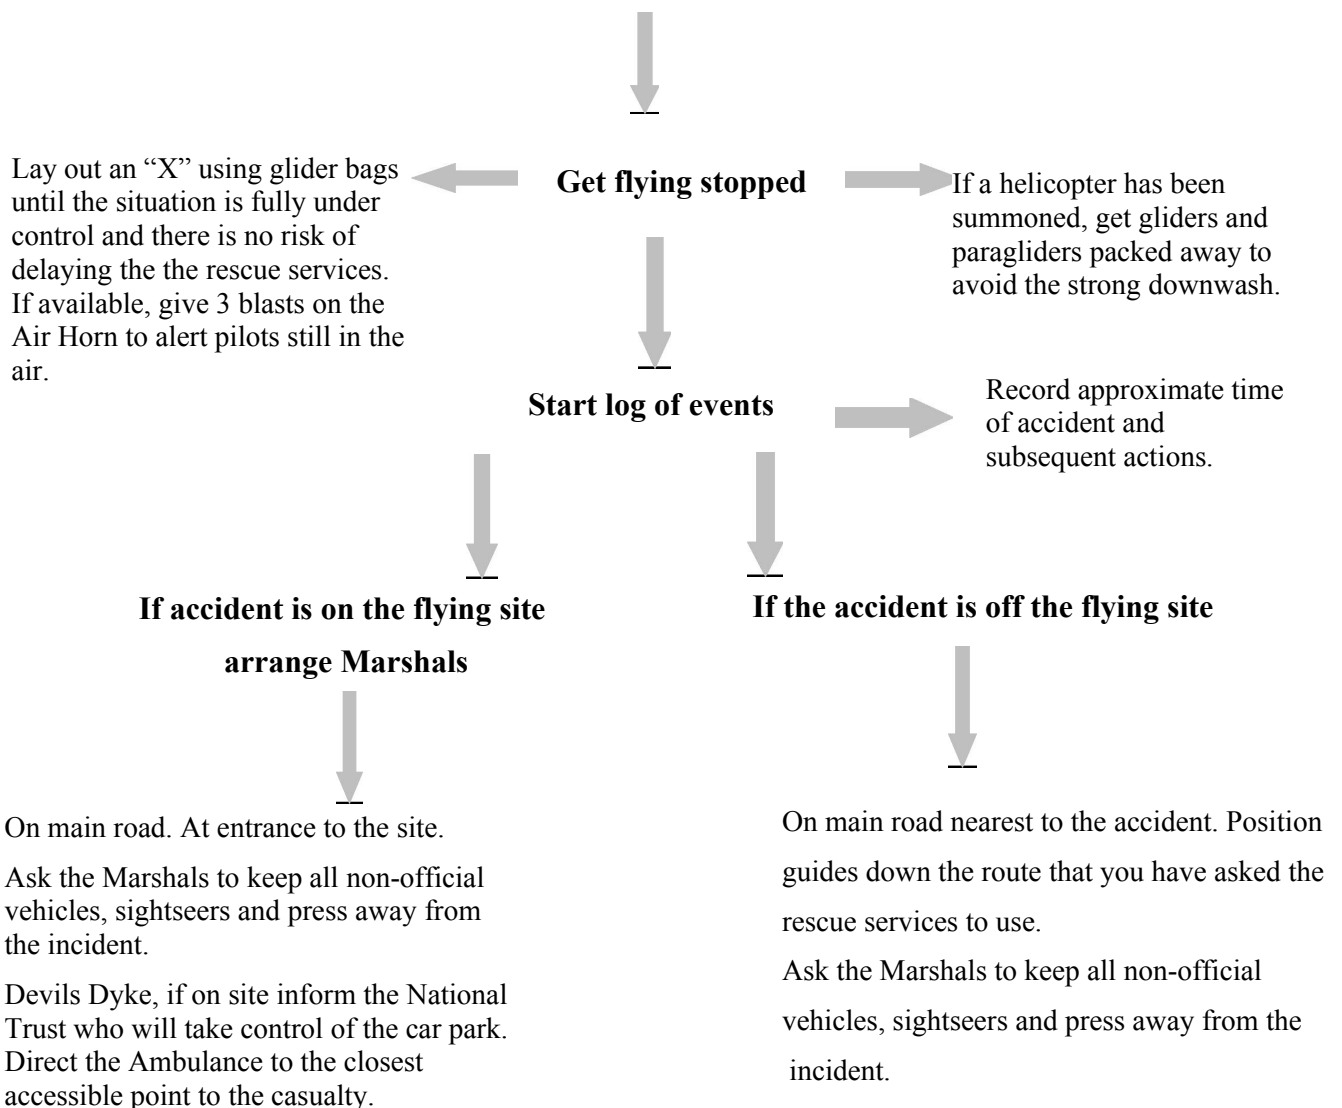 Lay out an “X” using glider bags
until the situation is fully under
control and there is no risk of
delaying the the rescue services.
If available, give 3 blasts on the
Air Horn to alert pilots still in the
air.
Get flying stopped
If a helicopter has been
summoned, get gliders and
paragliders packed away to
avoid the strong downwash.
Start log of events
Record approximate time
of accident and
subsequent actions.
If accident is on the flying site
arrange Marshals
If the accident is off the flying site
On main road. At entrance to the site.
Ask the Marshals to keep all non-official
vehicles, sightseers and press away from
the incident.
Devils Dyke, if on site inform the National
Trust who will take control of the car park.
Direct the Ambulance to the closest
accessible point to the casualty.
On main road nearest to the accident. Position
guides down the route that you have asked the
rescue services to use.
Ask the Marshals to keep all non-official
vehicles, sightseers and press away from the
incident.